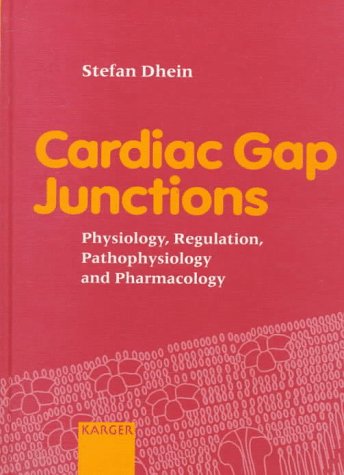 Stefan Dhein
Cardiac Gap
Junctions
Physiology, Regulation,
Pathophysiology
and Pharmacology
KARGER